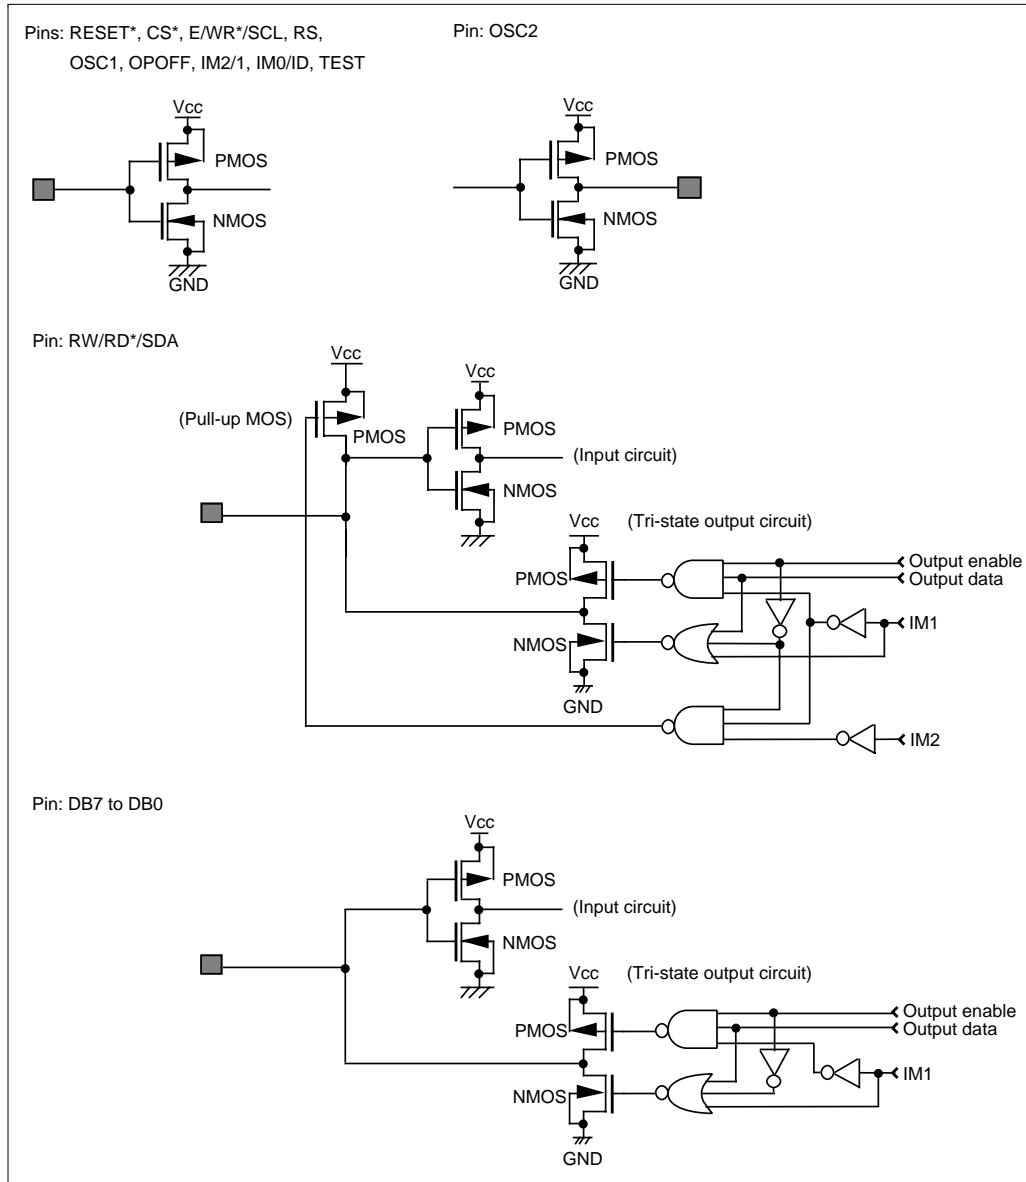 Pins: RESET*, CS*, E/WR*/SCL, RS,
OSC1, OPOFF, IM2/1, IM0/ID, TEST
Pin: OSC2
Vcc
PMOS
NMOS
GND
Vcc
PMOS
NMOS
GND
Pin: RW/RD*/SDA
Vcc
Vcc
(Pull-up MOS)
PMOS
PMOS
(Input circuit)
NMOS
Vcc
(Tri-state output circuit)
Output enable
PMOS
Output data
IM1
NMOS
GND
IM2
Pin: DB7 to DB0
Vcc
PMOS
(Input circuit)
NMOS
Vcc
(Tri-state output circuit)
Output enable
PMOS
Output data
IM1
NMOS
GND